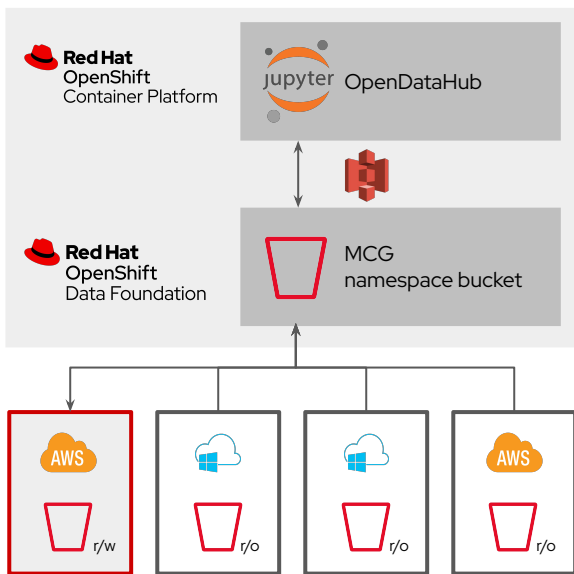 Red Hat
OpenShift
Container Platform
jupyter
OpenDataHub
Red Hat
OpenShift
Data Foundation
MCG
namespace bucket
AWS
AWS
r/w
r/o
r/o
r/o